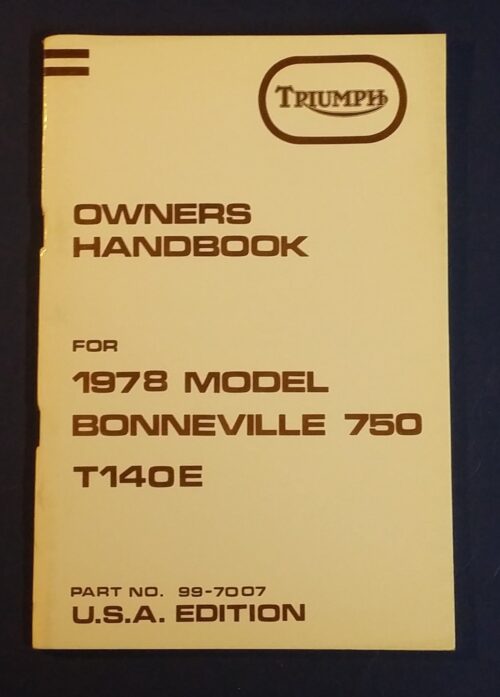 TRIUMPH
OWNERS
HANDBOOK
FOR
1978 MODEL
BONNEVILLE 750
T140E
PART NO. 99-7007
U.S.A. EDITION